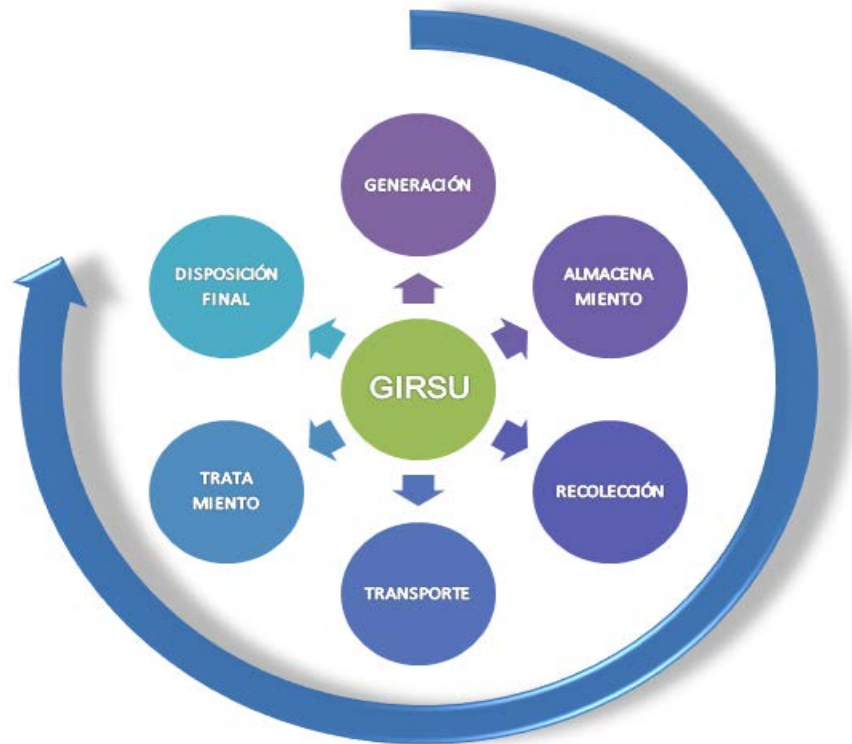 GENERACIÓN
ALMACENA
MIENTO
RECOLECCIÓN
TRANSPORTE
TRATA
MIENTO
DISPOSICIÓN
FINAL
GIRSU